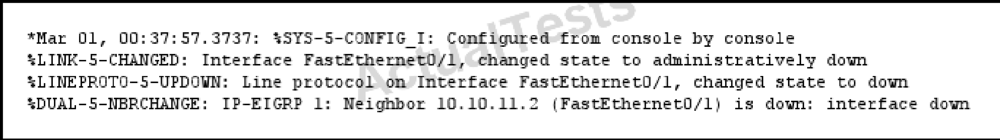 ActualTests
*Mar 01, 00:37:57.3737: %SYS-5-CONFIG_I: Configured from console by console
%LINK-5-CHANGED: Interface FastEthernet0/1, changed state to administratively down
%LINEPROTO-5-UPDOWN: Line protocol on Interface FastEthernet0/1, changed state to down
%DUAL-5-NBRCHANGE: IP-EIGRP 1: Neighbor 10.10.11.2 (FastEthernet0/1) is down: interface down